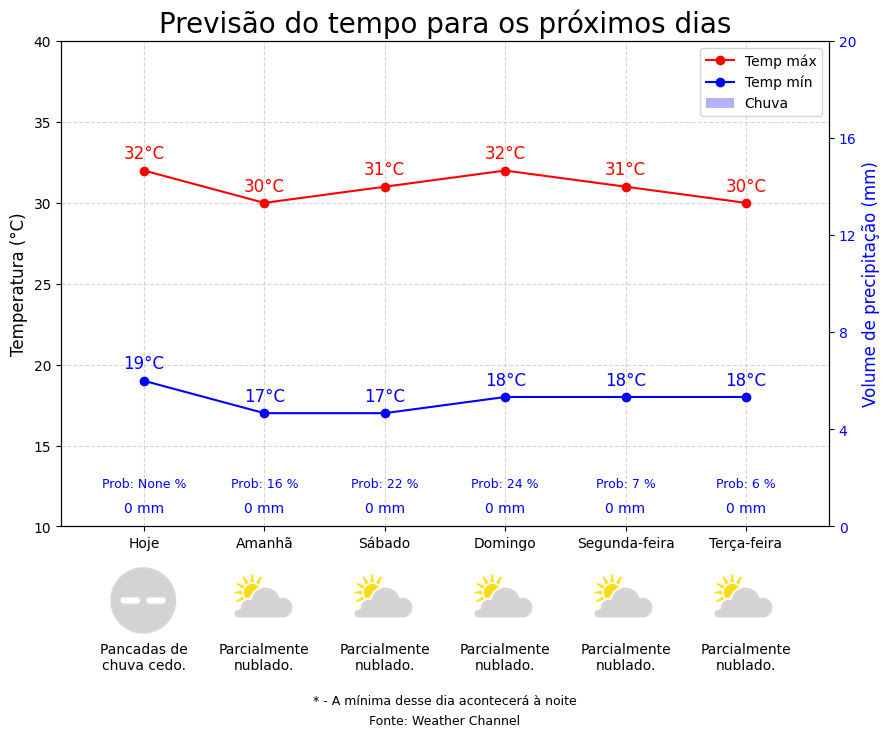 Previsão do tempo para os próximos dias
40
35
30
25
20
15
10
Temperatura (°C)
20
16
12
8
4
0
Volume de precipitação (mm)
Temp máx
Temp mín
Chuva
32°C
30°C
31°C
32°C
31°C
30°C
19°C
17°C
17°C
18°C
18°C
18°C
Prob: None %
Prob: 16 %
Prob: 22 %
Prob: 24 %
Prob: 7 %
Prob: 6 %
0 mm
0 mm
0 mm
0 mm
0 mm
0 mm
Hoje
Amanhã
Sábado
Domingo
Segunda-feira
Terça-feira
Pancadas de
chuva cedo.
Parcialmente
nublado.
Parcialmente
nublado.
Parcialmente
nublado.
Parcialmente
nublado.
Parcialmente
nublado.
* - A mínima desse dia acontecerá à noite
Fonte: Weather Channel